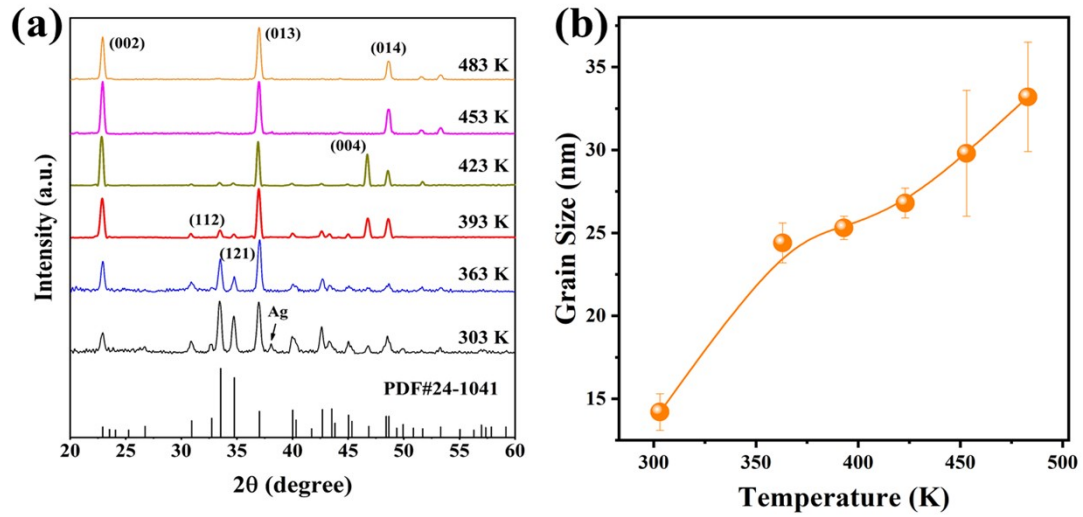 (a)
(002)
(013)
(014)
483 K
453 K
(004)
423 K
(112)
393 K
(121)
363 K
Ag
303 K
PDF#24-1041
20 25 30 35 40 45 50 55 60
2θ (degree)
Intensity (a.u.)
(b)
35
30
25
20
15
300 350 400 450 500
Temperature (K)
Grain Size (nm)